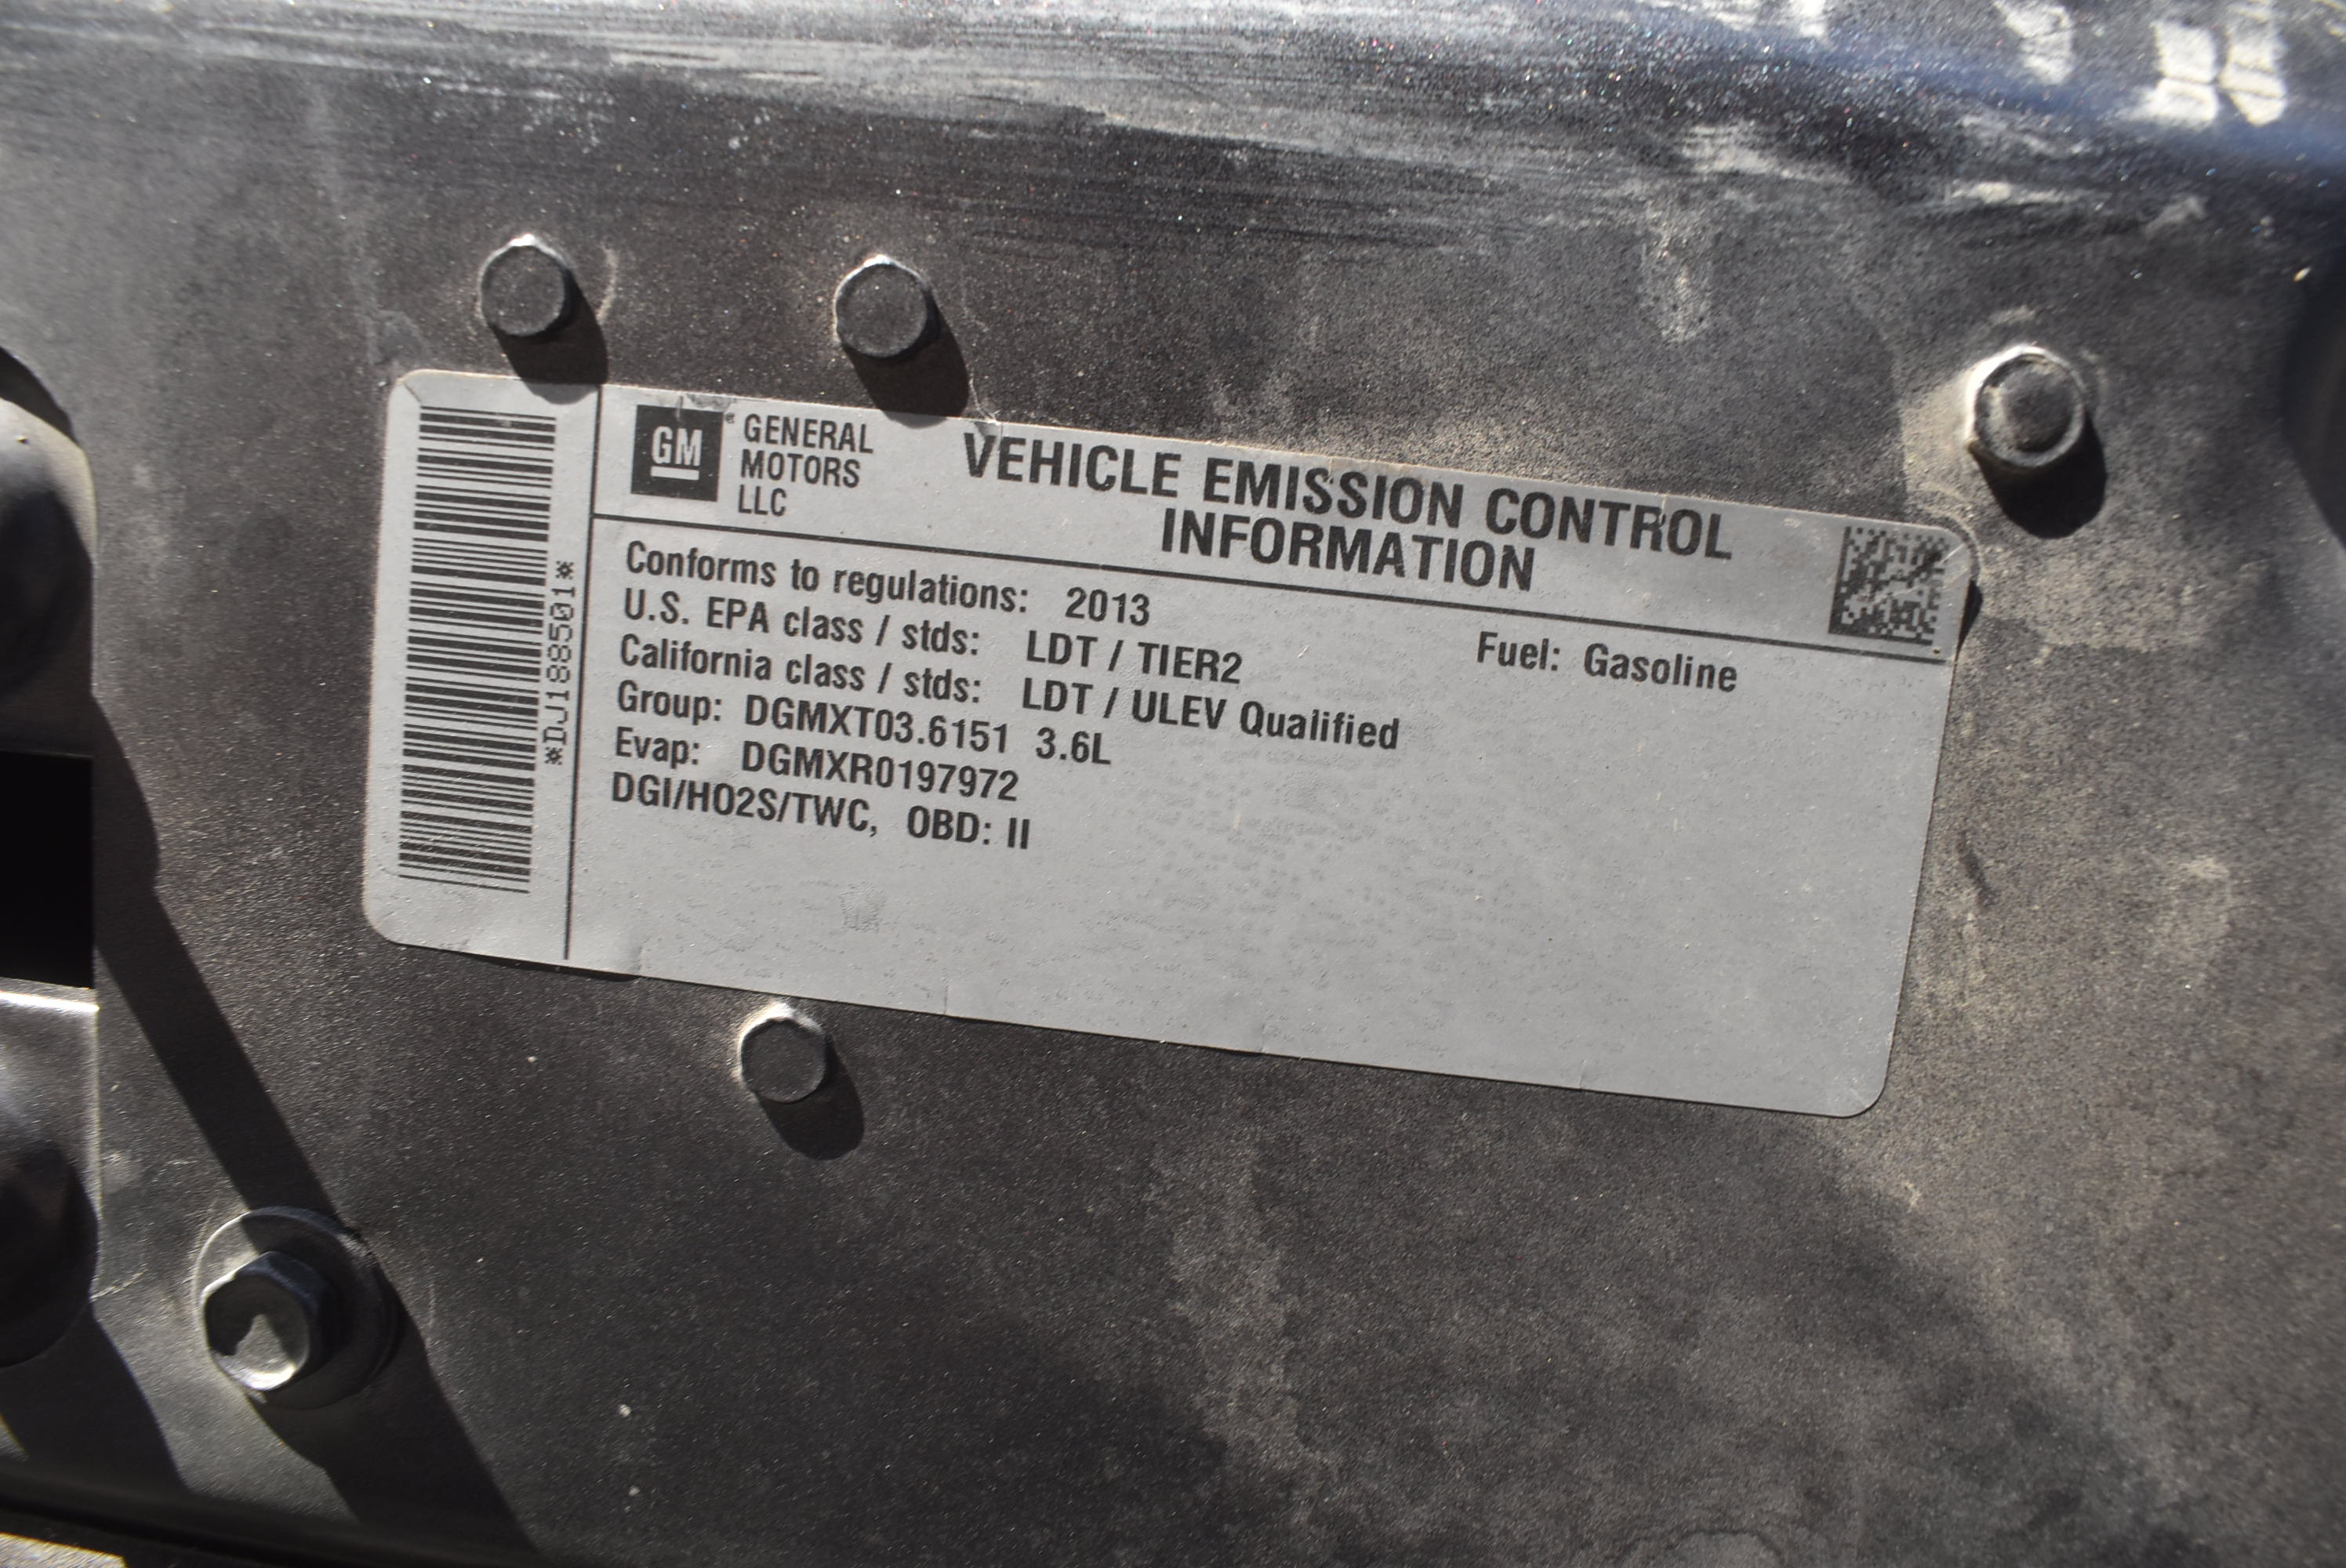 *DJ188501*
GM
GENERAL
MOTORS
LLC
VEHICLE EMISSION CONTROL
INFORMATION
Conforms to regulations: 2013
U.S. EPA class / stds: LDT / TIER2
Fuel: Gasoline
California class / stds: LDT / ULEV Qualified
Group: DGMXT03.6151 3.6L
Evap: DGMXR0197972
DGI/HO2S/TWC, OBD: II